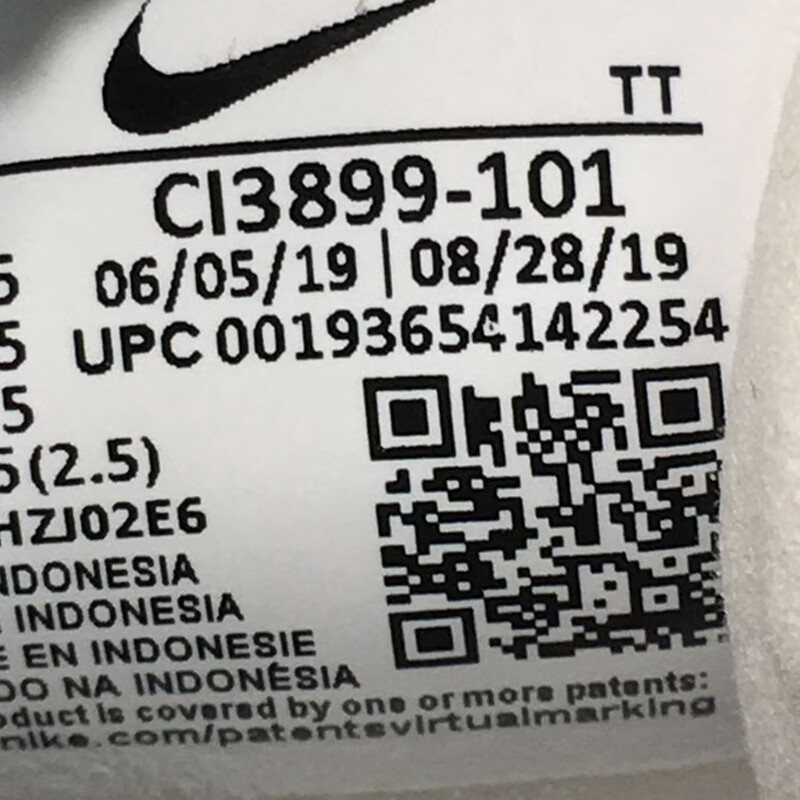 TT
CI3899-101
5 06/05/19 | 08/28/19
5 UPC 00193654142254
5
5(2.5)
HZJ02E6
NDONESIA
INDONESIA
E EN INDONESIE
DO NA INDONÉSIA
oduct is covered by one or more patents:
nike.com/patentsvirtualmarking